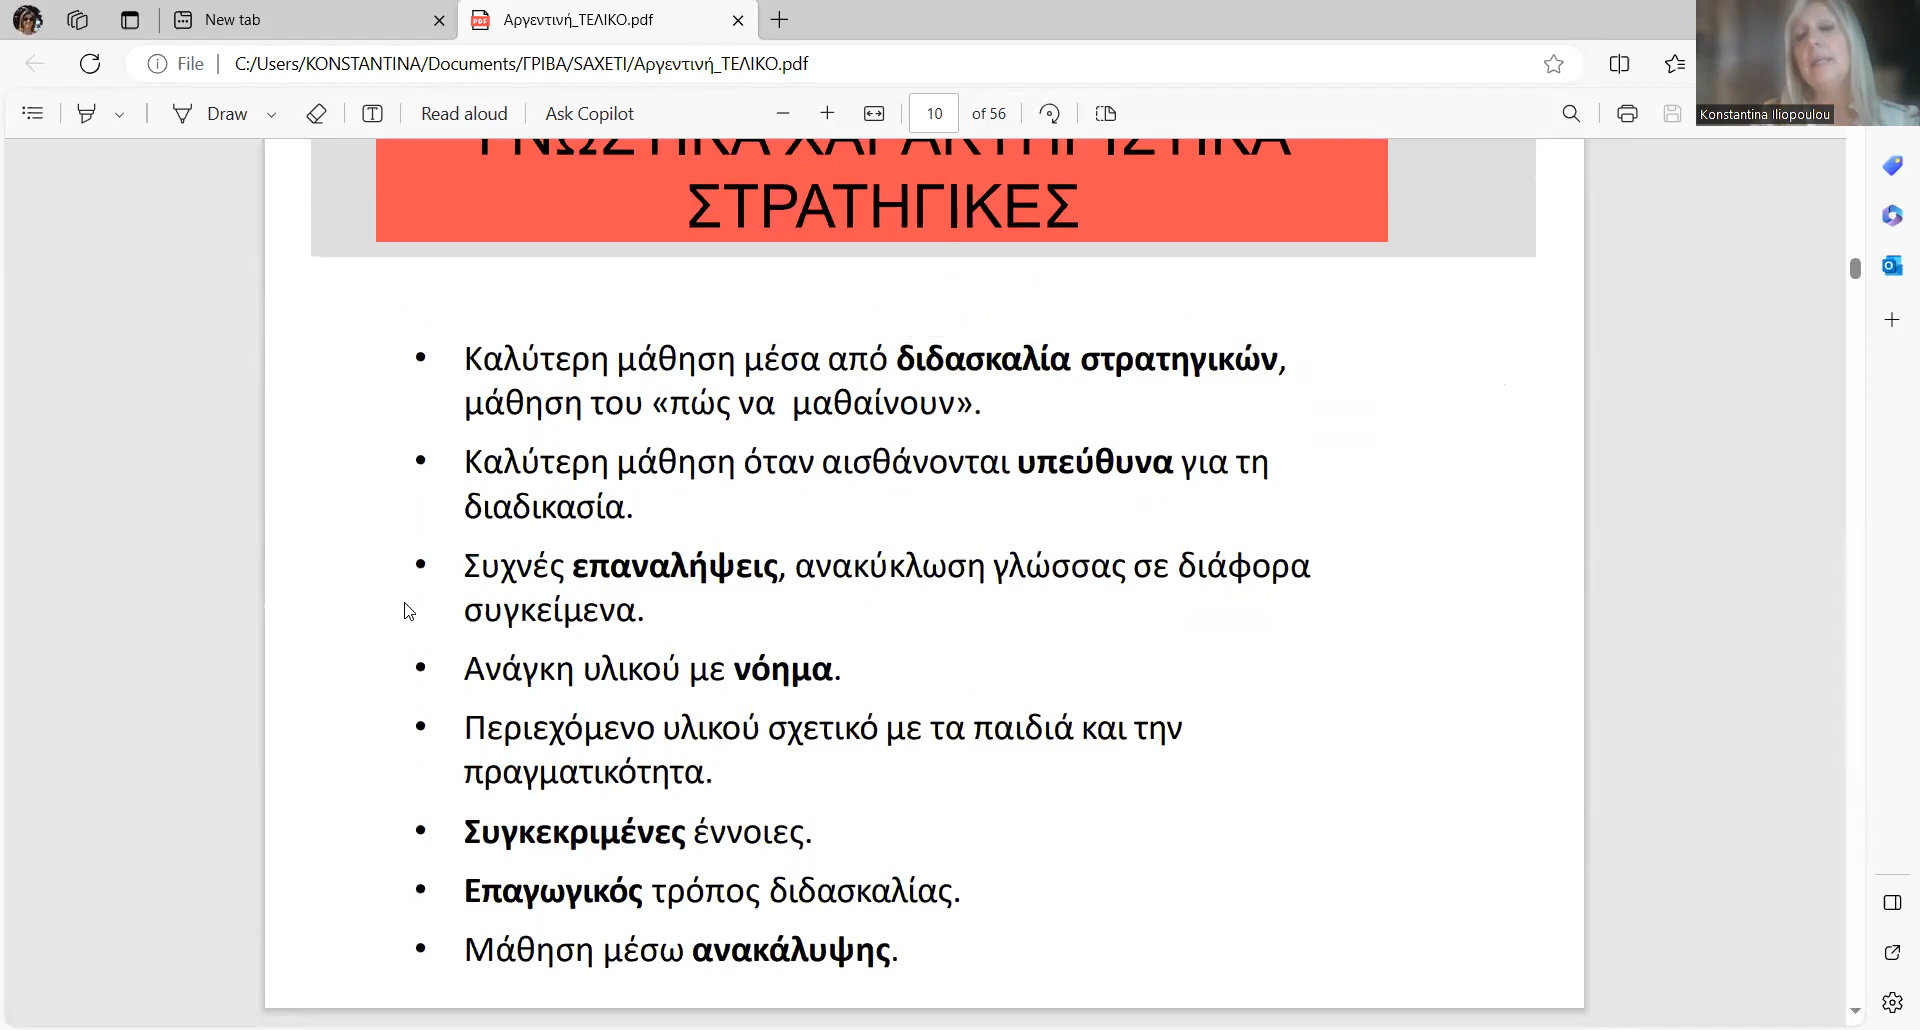 New tab
Αργεντινή_ΤΕΛΙΚΟ.pdf
File
C:/Users/KONSTANTINA/Documents/ΓΡΙΒΑ/SAXETI/Αργεντινή_ΤΕΛΙΚΟ.pdf
Draw
Read aloud
Ask Copilot
10 of 56
Konstantina Iliopoulou
ΓΝΩΣΤΙΚΑ ΧΑΡΑΚΤΗΡΙΣΤΙΚΑ
ΣΤΡΑΤΗΓΙΚΕΣ
• Καλύτερη μάθηση μέσα από διδασκαλία στρατηγικών,
μάθηση του «πώς να μαθαίνουν».
• Καλύτερη μάθηση όταν αισθάνονται υπεύθυνα για τη
διαδικασία.
• Συχνές επαναλήψεις, ανακύκλωση γλώσσας σε διάφορα
συγκείμενα.
• Ανάγκη υλικού με νόημα.
• Περιεχόμενο υλικού σχετικό με τα παιδιά και την
πραγματικότητα.
• Συγκεκριμένες έννοιες.
• Επαγωγικός τρόπος διδασκαλίας.
• Μάθηση μέσω ανακάλυψης.